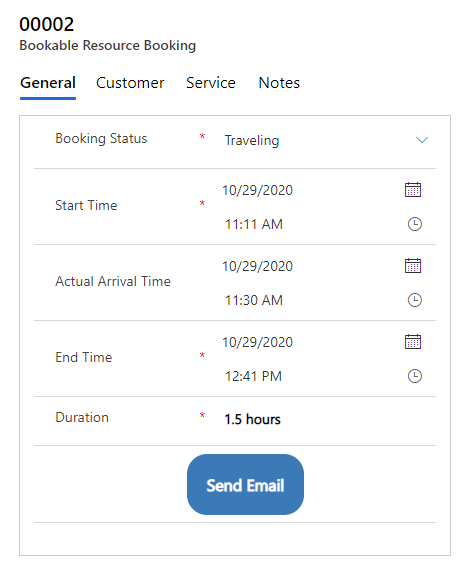 00002
Bookable Resource Booking
General Customer Service Notes
Booking Status * Traveling
10/29/2020
Start Time *
11:11 AM
10/29/2020
Actual Arrival Time
11:30 AM
10/29/2020
End Time *
12:41 PM
Duration * 1.5 hours
Send Email